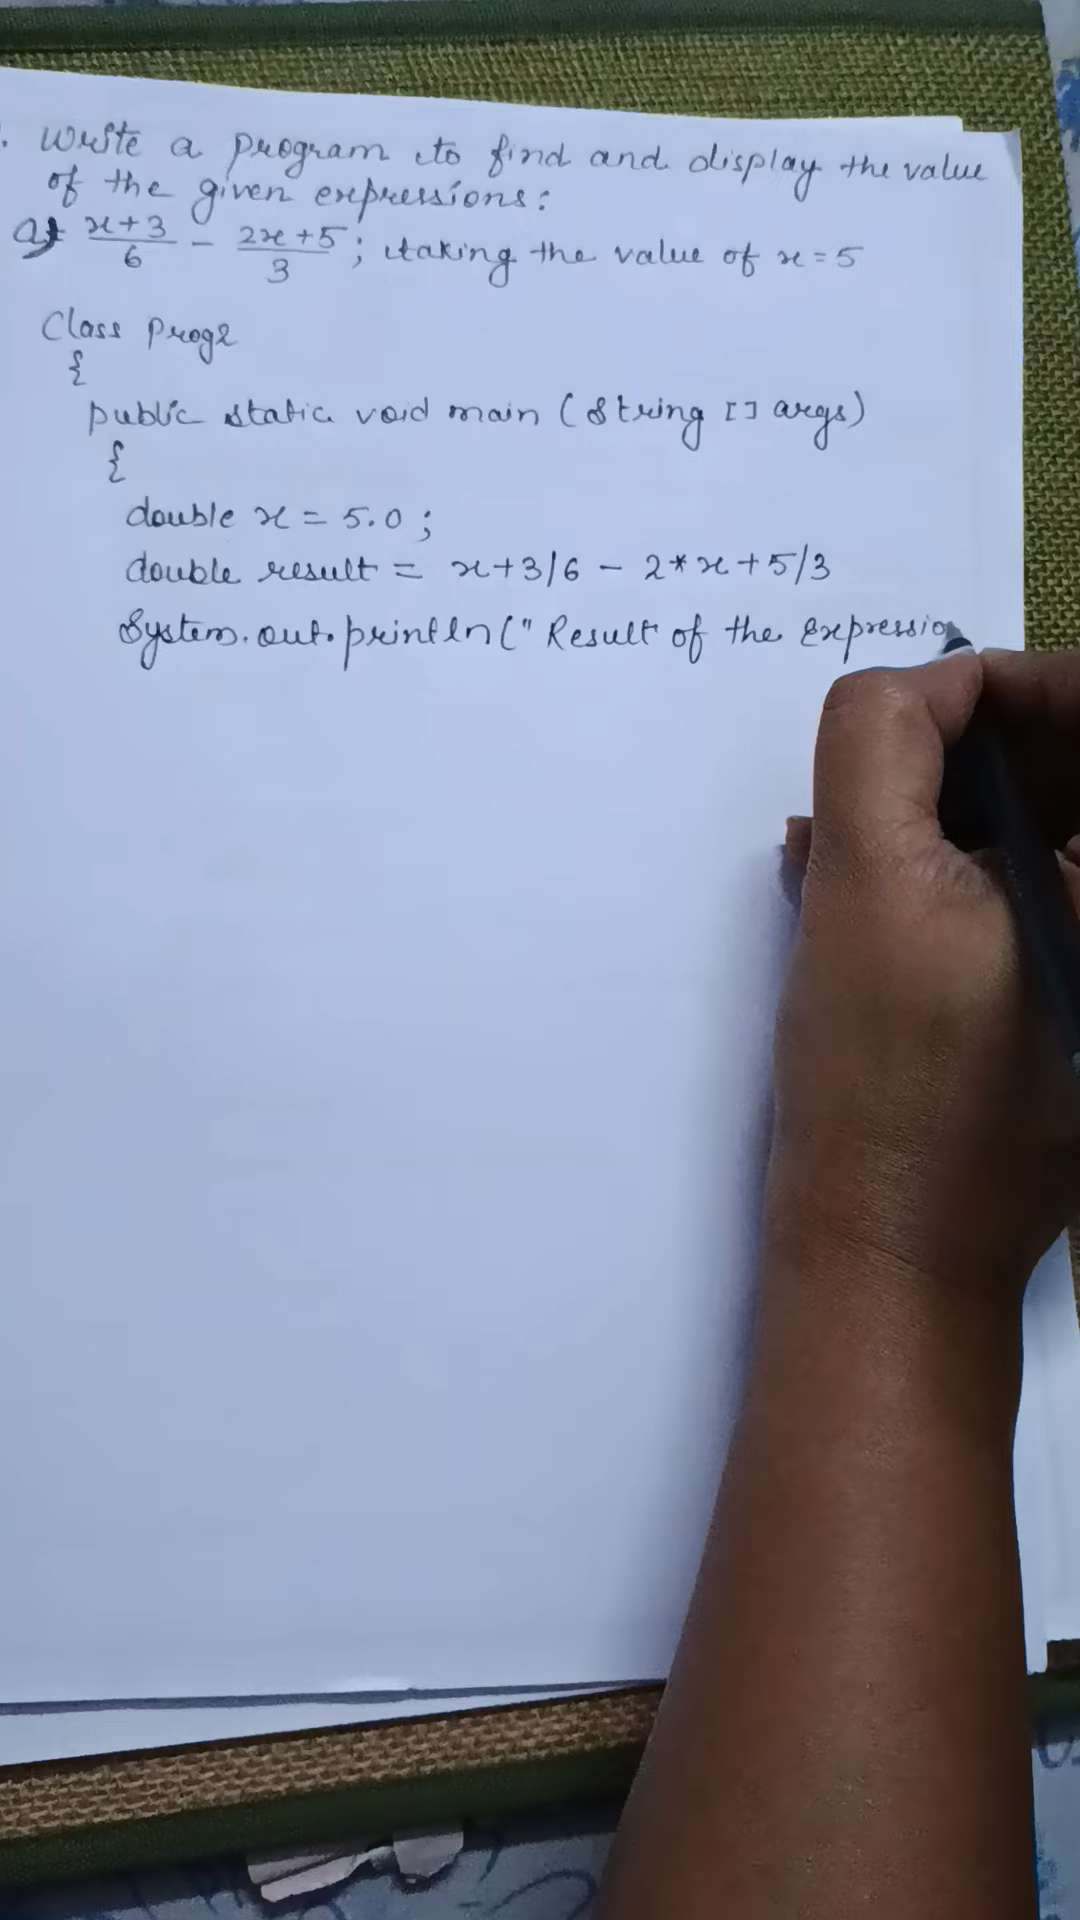 . Write a program to find and display the value
of the given expressions:
a) x+3/6 - 2x+5/3; taking the value of x=5
Class Prog2
{
public static void main (String [] args)
{
double x = 5.0;
double result = x+3/6 - 2*x+5/3
System.out.println(" Result of the Expressio